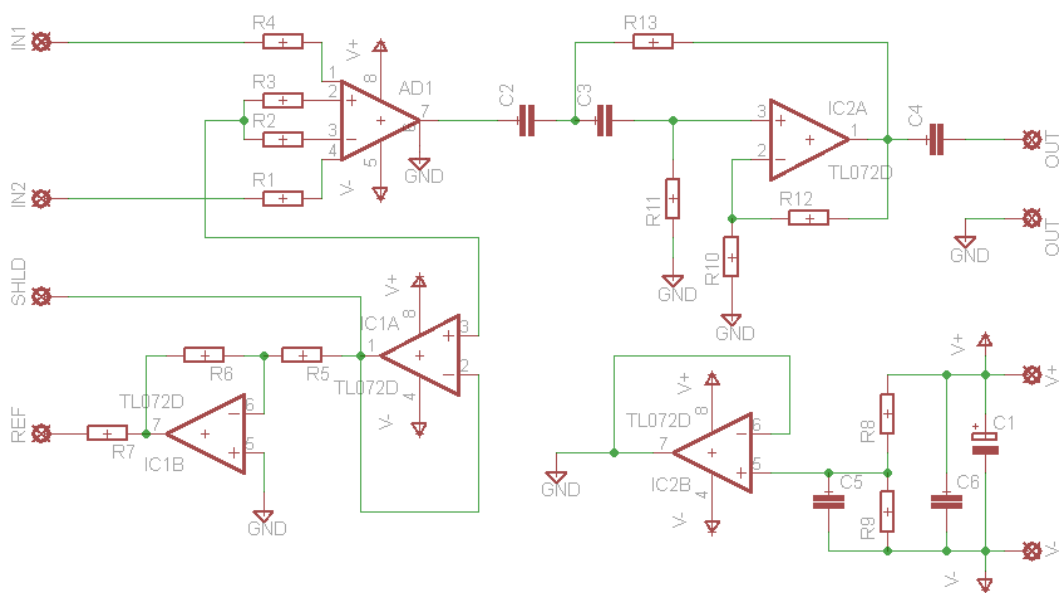 IN1
R4
V+
1
8
AD1
R3
2
7
6
R2
3
4
5
V-
GND
IN2
R1
C2
C3
R13
3
IC2A
1
2
TL072D
C4
OUT
R11
R12
R10
GND
GND
GND
OUT
SHLD
V+
8
IC1A
3
1
2
R6
R5
TL072D
4
V-
TL072D
6
7
5
REF
R7
IC1B
GND
V+
8
TL072D
6
7
5
IC2B
4
V-
GND
V+
V+
R8
C1
C5
C6
R9
V-
V-